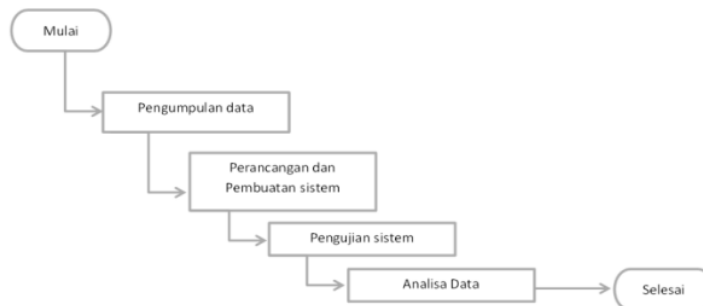 Mulai
Pengumpulan data
Perancangan dan
Pembuatan sistem
Pengujian sistem
Analisa Data
Selesai